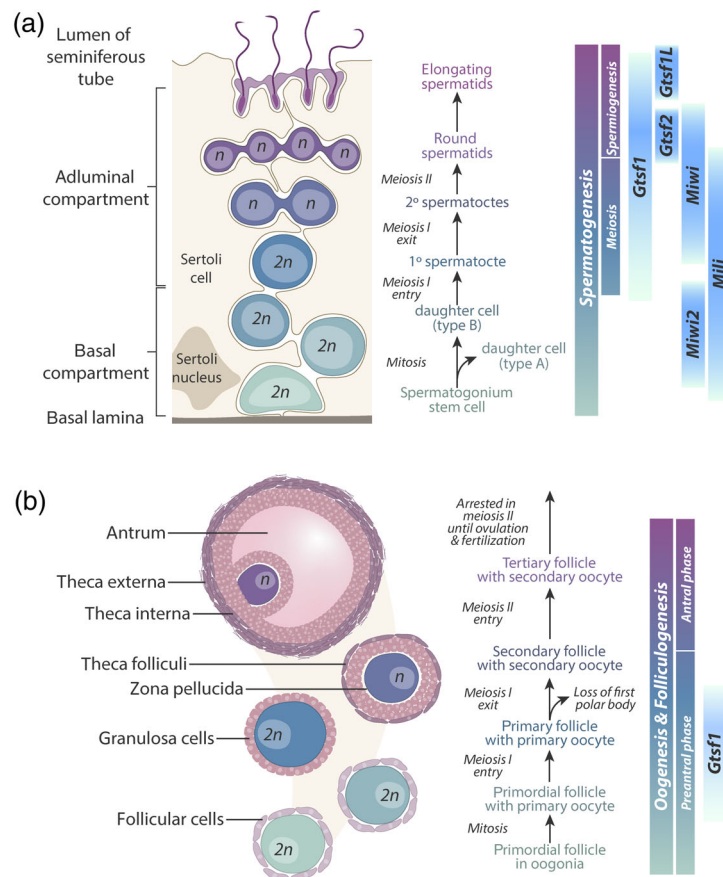 (a)
Lumen of
seminiferous
tube
Adluminal
compartment
Basal
compartment
Basal lamina
n
n
n
n
n
n
2n
2n
2n
2n
Sertoli
cell
Sertoli
nucleus
Elongating
spermatids
Round
spermatids
Meiosis II
2º spermatoctes
Meiosis I
exit
1º spermatocte
Meiosis I
entry
daughter cell
(type B)
daughter cell
(type A)
Mitosis
Spermatogonium
stem cell
Spermatogenesis
Spermiogenesis
Meiosis
Gtsf1
Gtsf1L
Gtsf2
Miwi
Miwi2
Mili
(b)
Antrum
Theca externa
Theca interna
Theca folliculi
Zona pellucida
Granulosa cells
Follicular cells
n
n
2n
2n
2n
Arrested in
meiosis II
until ovulation
& fertilization
Tertiary follicle
with secondary oocyte
Meiosis II
entry
Secondary follicle
with secondary oocyte
Meiosis I
exit
Loss of first
polar body
Primary follicle
with primary oocyte
Meiosis I
entry
Primordial follicle
with primary oocyte
Mitosis
Primordial follicle
in oogonia
Oogenesis & Folliculogenesis
Antral phase
Preantral phase
Gtsf1